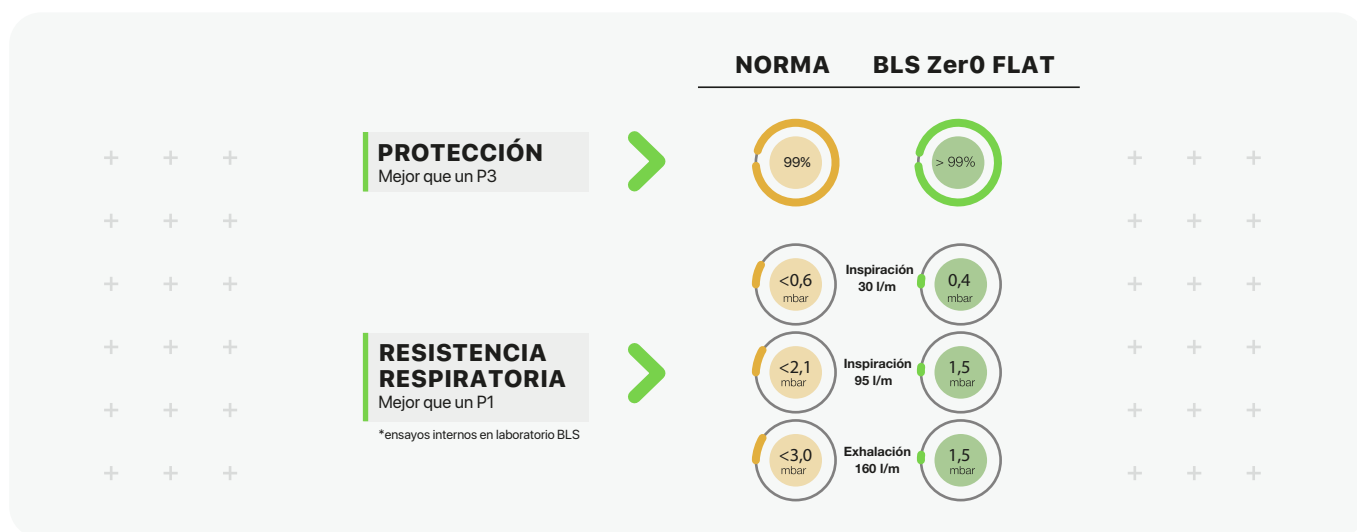 NORMA BLS Zer0 FLAT
PROTECCIÓN
Mejor que un P3
99%
> 99%
<0,6
mbar
Inspiración
30 l/m
0,4
mbar
RESISTENCIA
RESPIRATORIA
Mejor que un P1
*ensayos internos en laboratorio BLS
<2,1
mbar
Inspiración
95 l/m
1,5
mbar
<3,0
mbar
Exhalación
160 l/m
1,5
mbar